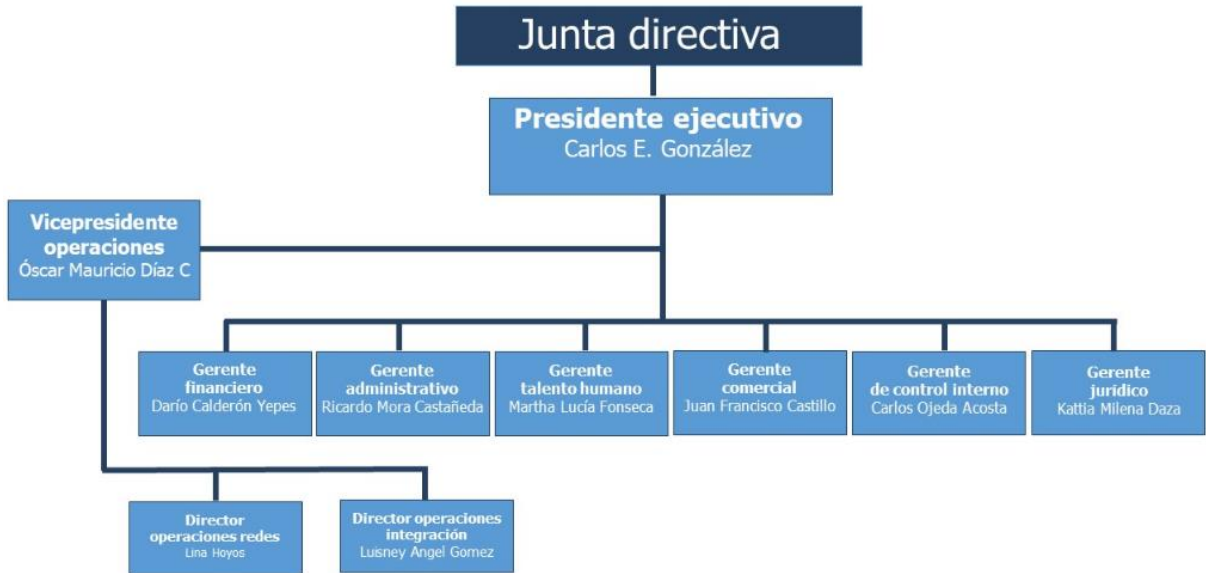 Junta directiva
Presidente ejecutivo
Carlos E. González
Vicepresidente
operaciones
Óscar Mauricio Díaz C
Gerente
financiero
Darío Calderón Yepes
Gerente
administrativo
Ricardo Mora Castañeda
Gerente
talento humano
Martha Lucía Fonseca
Gerente
comercial
Juan Francisco Castillo
Gerente
de control interno
Carlos Ojeda Acosta
Gerente
jurídico
Kattia Milena Daza
Director
operaciones redes
Lina Hoyos
Director operaciones
integración
Luisney Angel Gomez